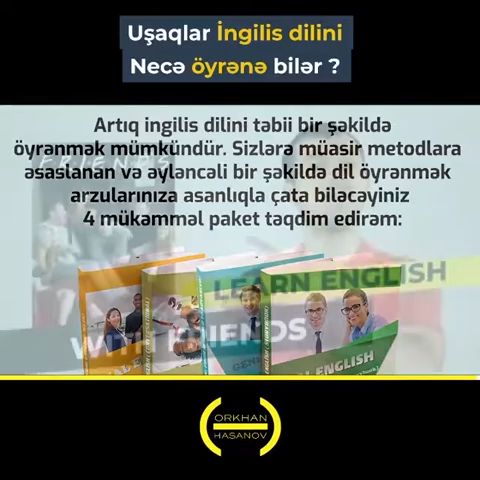 Uşaqlar İngilis dilini
Necə öyrənə bilər ?
Artıq ingilis dilini təbii bir şəkildə
öyrənmək mümkündür. Sizlərə müasir metodlara
əsaslanan və əyləncəli bir şəkildə dil öyrənmək
arzularınıza asanlıqla çata biləcəyiniz
4 mükəmməl paket təqdim edirəm:
FRIENDS
LEARN ENGLISH
WITH FRIENDS
ENGLISH
ORKHAN
HASANOV